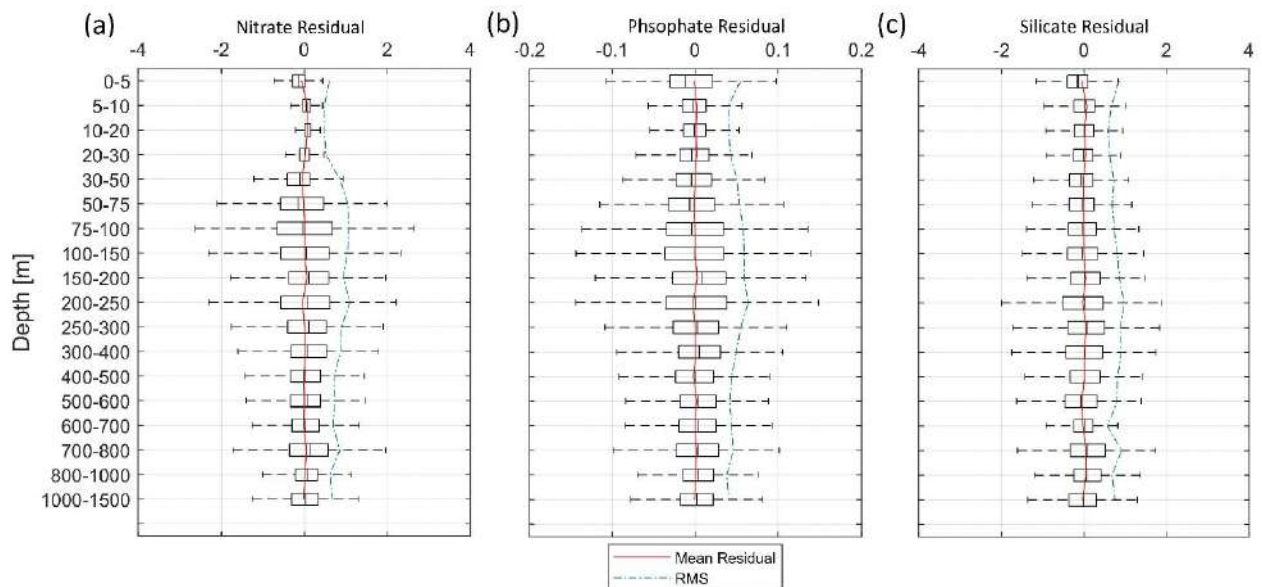 (a) Nitrate Residual
-4 -2 0 2 4
(b) Phsophate Residual
-0.2 -0.1 0 0.1 0.2
(c) Silicate Residual
-4 -2 0 2 4
Depth [m]
0-5
5-10
10-20
20-30
30-50
50-75
75-100
100-150
150-200
200-250
250-300
300-400
400-500
500-600
600-700
700-800
800-1000
1000-1500
Mean Residual
RMS